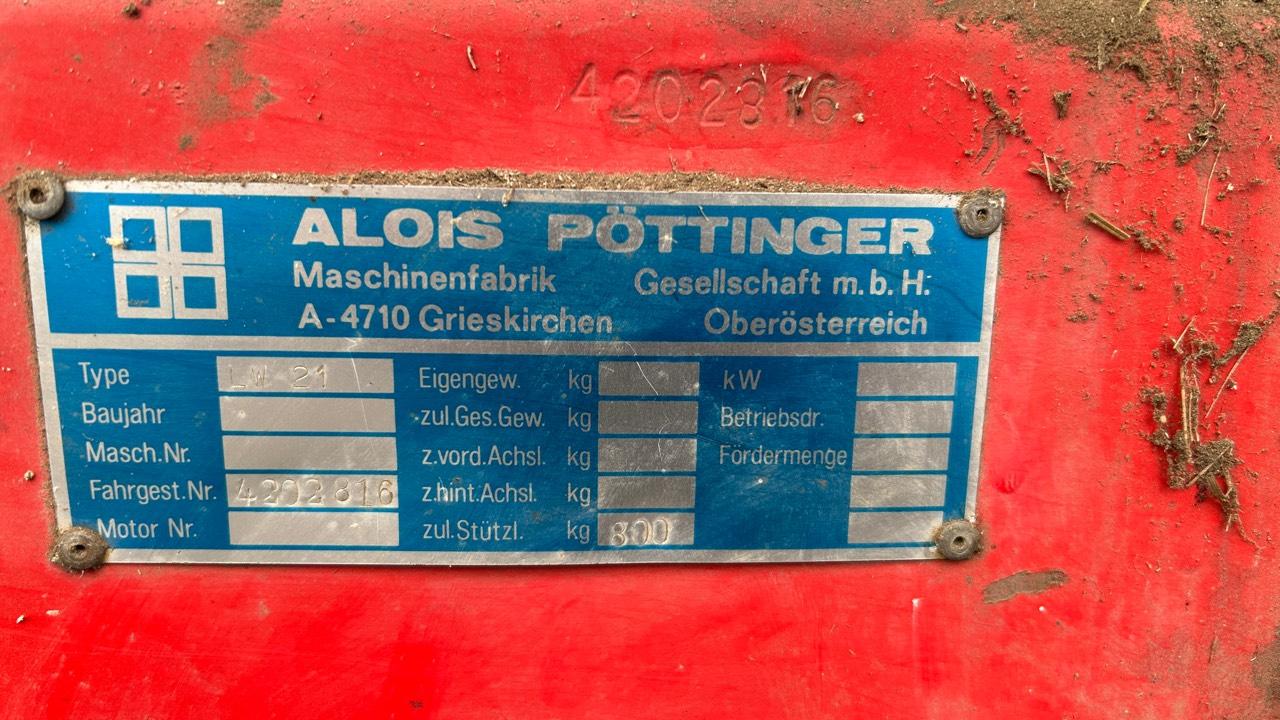 4202816
ALOIS PÖTTINGER
Maschinenfabrik Gesellschaft m.b.H.
A-4710 Grieskirchen Oberösterreich
Type LW 21 Eigengew. kg kW
Baujahr zul.Ges.Gew. kg Betriebsdr.
Masch.Nr. z.vord.Achsl. kg Fördermenge
Fahrgest.Nr. 4202816 z.hint.Achsl. kg
Motor Nr. zul.Stützl. kg 800